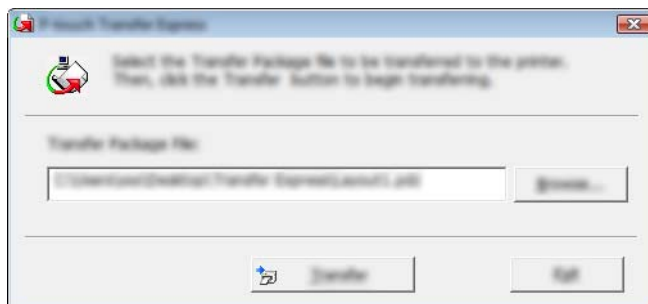 P-touch Transfer Express
Select the Transfer Package file to be transferred to the printer.
Then, click the Transfer button to begin transferring.
Transfer Package File:
Browse...
Transfer
Exit